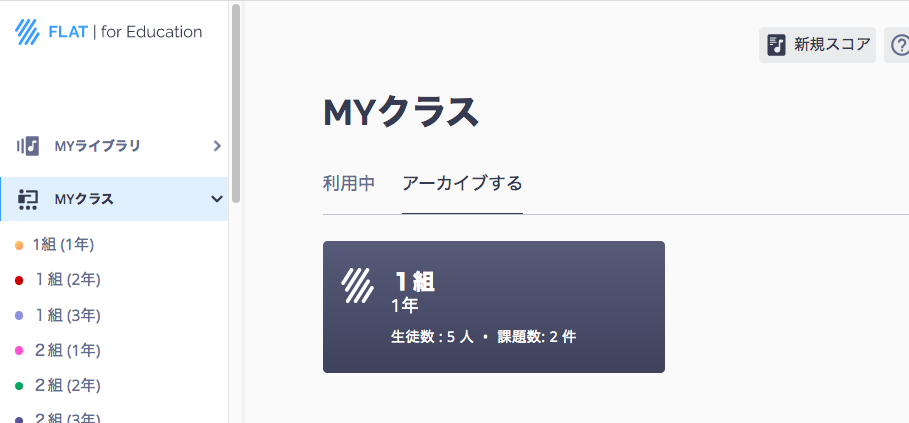 FLAT | for Education
MYライブラリ
MYクラス
1組 (1年)
１組 (2年)
１組 (3年)
２組 (1年)
２組 (2年)
２組 (3年)
新規スコア
MYクラス
利用中 アーカイブする
１組
1年
生徒数 : 5 人 • 課題数: 2 件